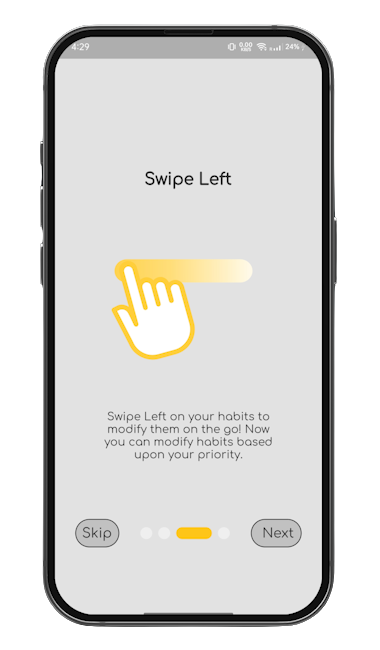 4:29
0.00
KB/S
24%
Swipe Left
Swipe Left on your habits to
modify them on the go! Now
you can modify habits based
upon your priority.
Skip
Next